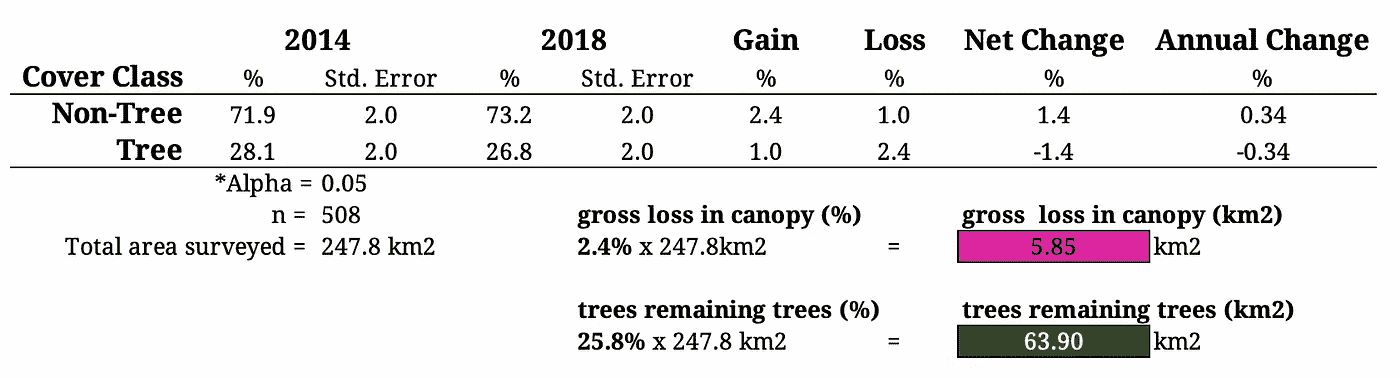 2014 2018 Gain Loss Net Change Annual Change
Cover Class % Std. Error % Std. Error % % % %
Non-Tree 71.9 2.0 73.2 2.0 2.4 1.0 1.4 0.34
Tree 28.1 2.0 26.8 2.0 1.0 2.4 -1.4 -0.34
*Alpha = 0.05
n = 508 gross loss in canopy (%) gross loss in canopy (km2)
Total area surveyed = 247.8 km2 2.4% x 247.8km2 = 5.85 km2
trees remaining trees (%) trees remaining trees (km2)
25.8% x 247.8 km2 = 63.90 km2